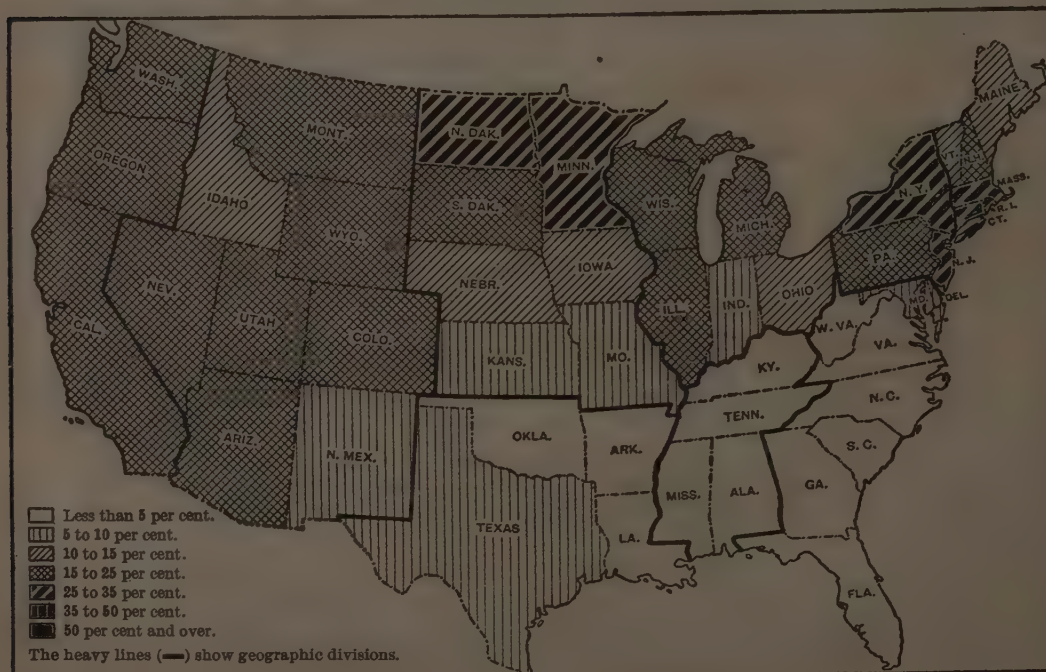 WASH.
MONT.
N. DAK.
MINN.
MAINE
OREGON
IDAHO
S. DAK.
WIS.
MICH.
VT.
N.H.
MASS.
N. Y.
R. I.
CT.
WYO.
IOWA
PA.
N. J.
NEBR.
NEV.
UTAH
COLO.
ILL.
IND.
OHIO
MD.
DEL.
CAL.
KANS.
MO.
W. VA.
VA.
KY.
ARIZ.
N. MEX.
OKLA.
ARK.
TENN.
N. C.
S. C.
MISS.
ALA.
GA.
TEXAS
LA.
FLA.
Less than 5 per cent.
5 to 10 per cent.
10 to 15 per cent.
15 to 25 per cent.
25 to 35 per cent.
35 to 50 per cent.
50 per cent and over.
The heavy lines (▬) show geographic divisions.